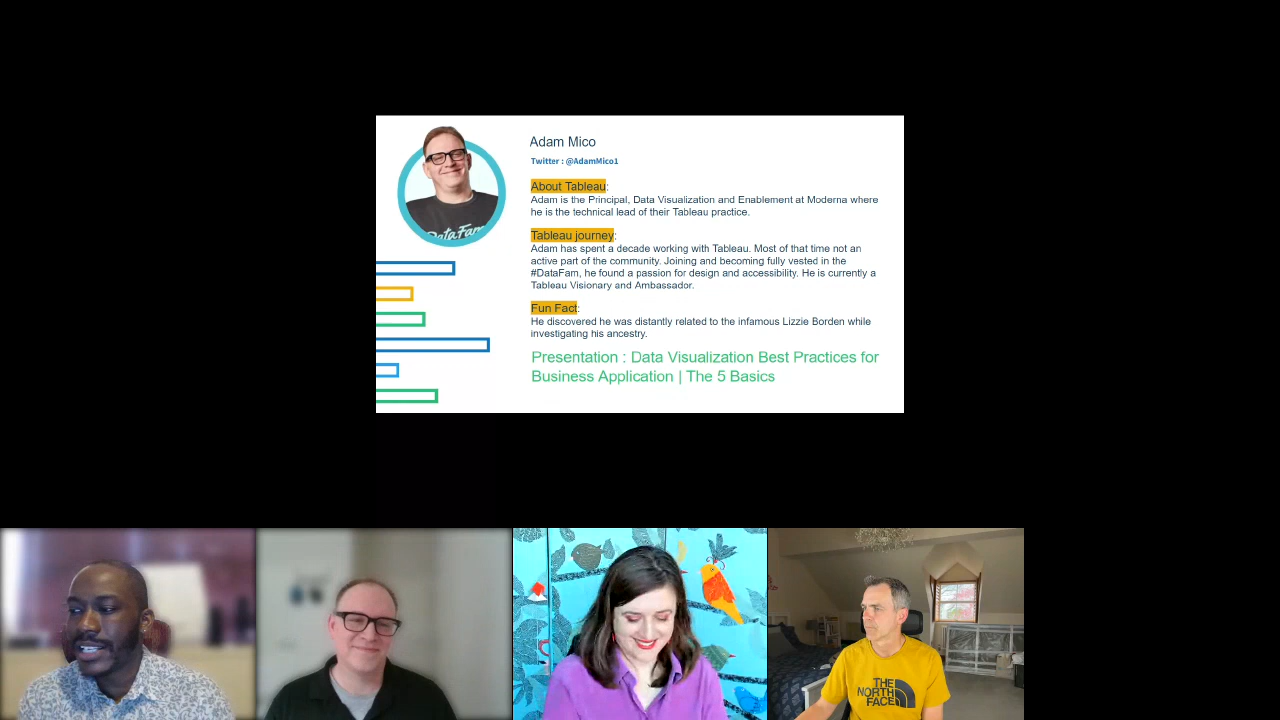 Adam Mico
Twitter : @AdamMico1
About Tableau:
Adam is the Principal, Data Visualization and Enablement at Moderna where
he is the technical lead of their Tableau practice.
Tableau journey:
Adam has spent a decade working with Tableau. Most of that time not an
active part of the community. Joining and becoming fully vested in the
#DataFam, he found a passion for design and accessibility. He is currently a
Tableau Visionary and Ambassador.
Fun Fact:
He discovered he was distantly related to the infamous Lizzie Borden while
investigating his ancestry.
Presentation : Data Visualization Best Practices for
Business Application | The 5 Basics
DataFam
THE
NORTH
FACE